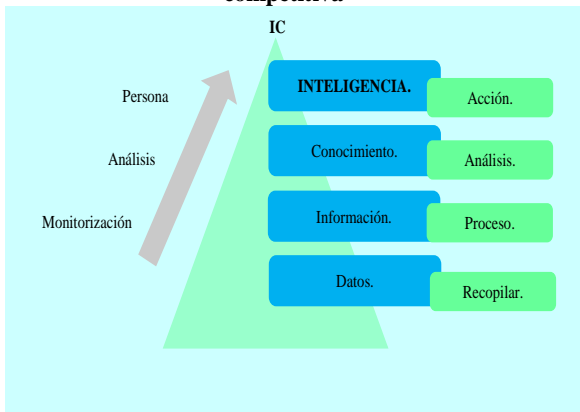 competitiva
IC
INTELIGENCIA.
Persona
Acción.
Conocimiento.
Análisis
Análisis.
Información.
Monitorización
Proceso.
Datos.
Recopilar.